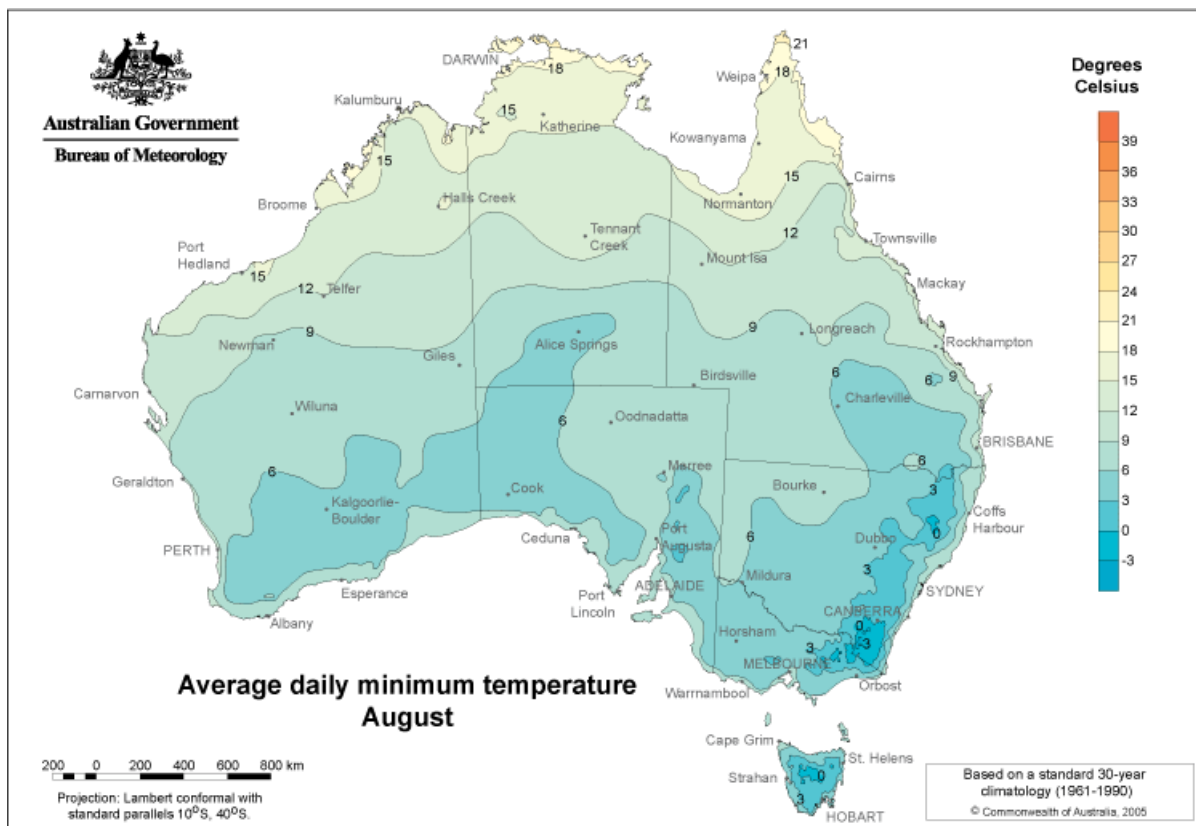 Australian Government
Bureau of Meteorology
Degrees
Celsius
39
36
33
30
27
24
21
18
15
12
9
6
3
0
-3
DARWIN
18
21
Weipa
18
Kalumburu
15
Katherine
Kowanyama
15
15
Cairns
Broome
Halls Creek
Normanton
12
Townsville
Port
Hedland
15
Tennant
Creek
Mount Isa
12
Telfer
Mackay
Newman
9
Alice Springs
9
Longreach
Rockhampton
Giles
Carnarvon
Birdsville
6
6
9
Wiluna
Charleville
6
Oodnadatta
BRISBANE
6
Marree
6
Geraldton
Bourke
3
Kalgoorlie-
Boulder
Cook
Coffs
Harbour
PERTH
Ceduna
Port
Augusta
6
Dubbo
0
3
Mildura
Esperance
Port
Lincoln
ADELAIDE
SYDNEY
Albany
CANBERRA
0
Horsham
3
3
MELBOURNE
Warrnambool
Orbost
Average daily minimum temperature
August
Cape Grim
St. Helens
Strahan
0
3
HOBART
200 0 200 400 600 800 km
Projection: Lambert conformal with
standard parallels 10°S, 40°S.
Based on a standard 30-year
climatology (1961-1990)
© Commonwealth of Australia, 2005